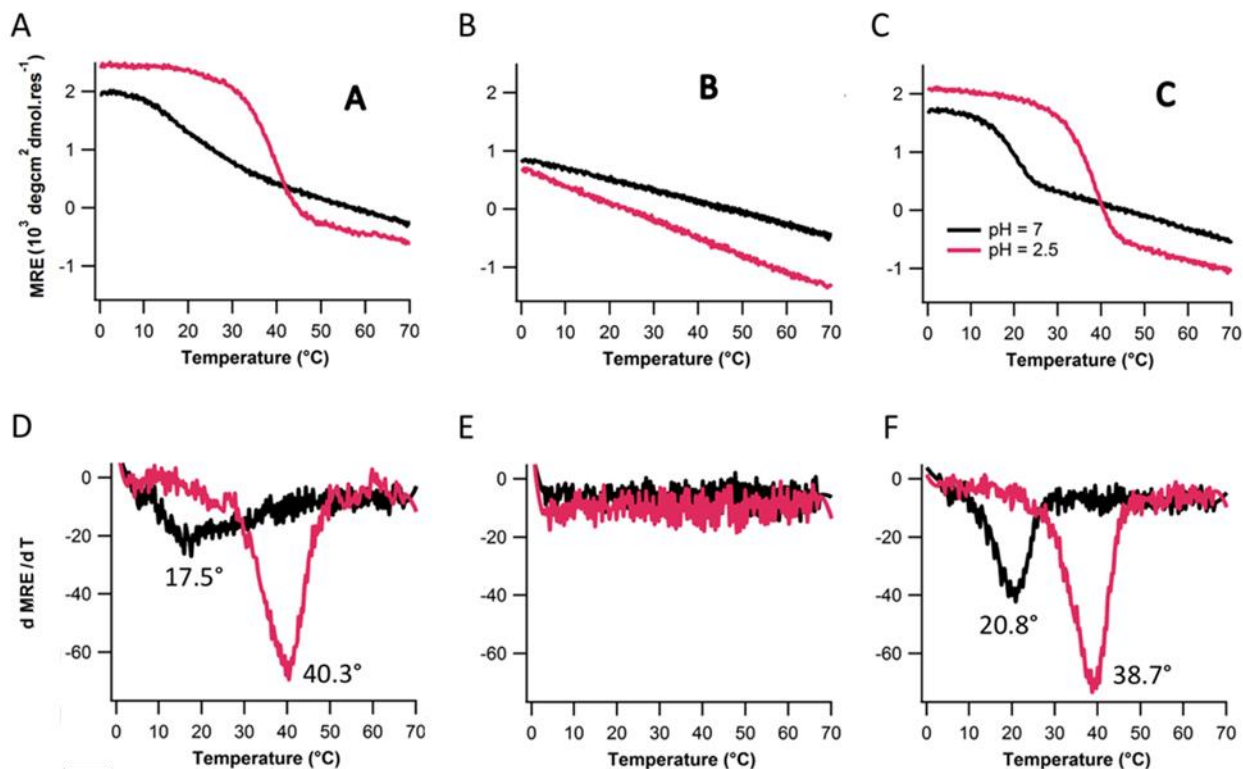 A
B
C
A
B
C
MRE (10³ degcm² dmol.res⁻¹)
2
1
0
-1
0 10 20 30 40 50 60 70
Temperature (°C)
2
1
0
-1
0 10 20 30 40 50 60 70
Temperature (°C)
2
1
0
-1
pH = 7
pH = 2.5
0 10 20 30 40 50 60 70
Temperature (°C)
D
E
F
d MRE / d T
0
-20
-40
-60
17.5°
40.3°
0 10 20 30 40 50 60 70
Temperature (°C)
0
-20
-40
-60
0 10 20 30 40 50 60 70
Temperature (°C)
0
-20
-40
-60
20.8°
38.7°
0 10 20 30 40 50 60 70
Temperature (°C)